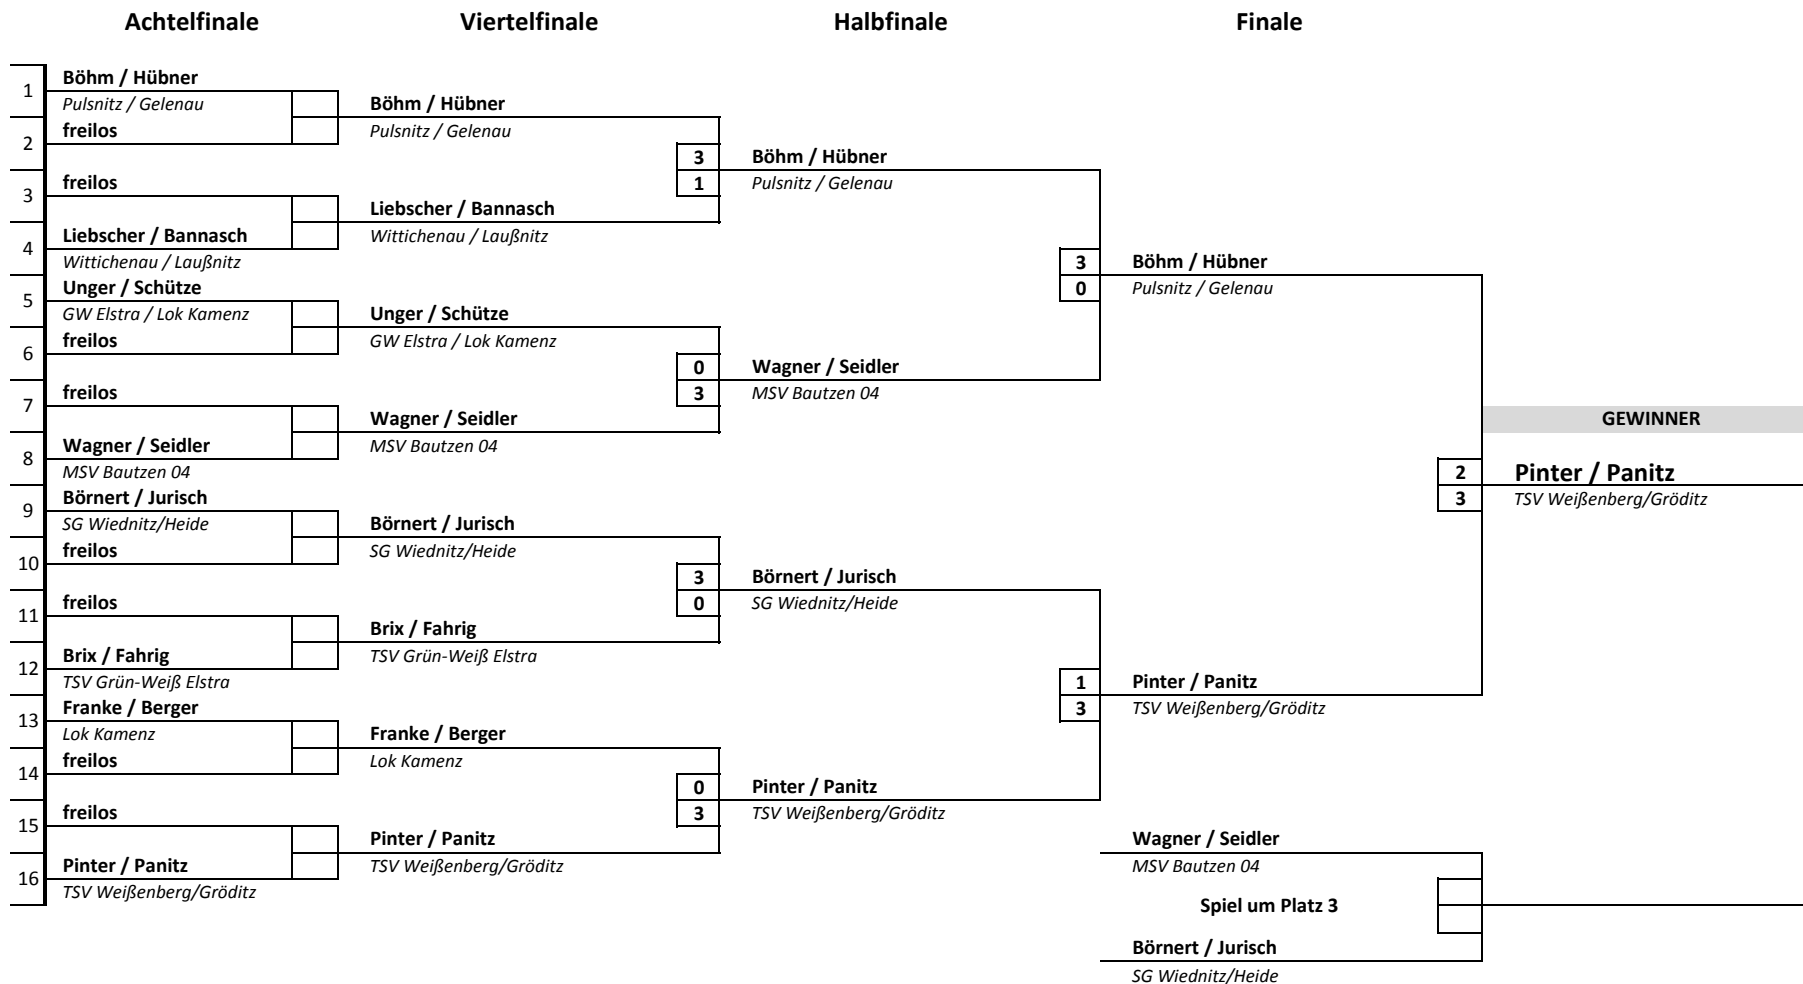 Achtelfinale
Viertelfinale
Halbfinale
Finale
1
Böhm / Hübner
Pulsnitz / Gelenau
2
freilos
3
freilos
4
Liebscher / Bannasch
Wittichenau / Laußnitz
5
Unger / Schütze
GW Elstra / Lok Kamenz
6
freilos
7
freilos
8
Wagner / Seidler
MSV Bautzen 04
9
Börnert / Jurisch
SG Wiednitz/Heide
10
freilos
11
freilos
12
Brix / Fahrig
TSV Grün-Weiß Elstra
13
Franke / Berger
Lok Kamenz
14
freilos
15
freilos
16
Pinter / Panitz
TSV Weißenberg/Gröditz
Böhm / Hübner
Pulsnitz / Gelenau
3
1
Liebscher / Bannasch
Wittichenau / Laußnitz
Unger / Schütze
GW Elstra / Lok Kamenz
0
3
Wagner / Seidler
MSV Bautzen 04
Börnert / Jurisch
SG Wiednitz/Heide
3
0
Brix / Fahrig
TSV Grün-Weiß Elstra
Franke / Berger
Lok Kamenz
0
3
Pinter / Panitz
TSV Weißenberg/Gröditz
Böhm / Hübner
Pulsnitz / Gelenau
3
0
Wagner / Seidler
MSV Bautzen 04
Börnert / Jurisch
SG Wiednitz/Heide
1
3
Pinter / Panitz
TSV Weißenberg/Gröditz
Böhm / Hübner
Pulsnitz / Gelenau
2
3
Pinter / Panitz
TSV Weißenberg/Gröditz
GEWINNER
Pinter / Panitz
TSV Weißenberg/Gröditz
Wagner / Seidler
MSV Bautzen 04
Spiel um Platz 3
Börnert / Jurisch
SG Wiednitz/Heide